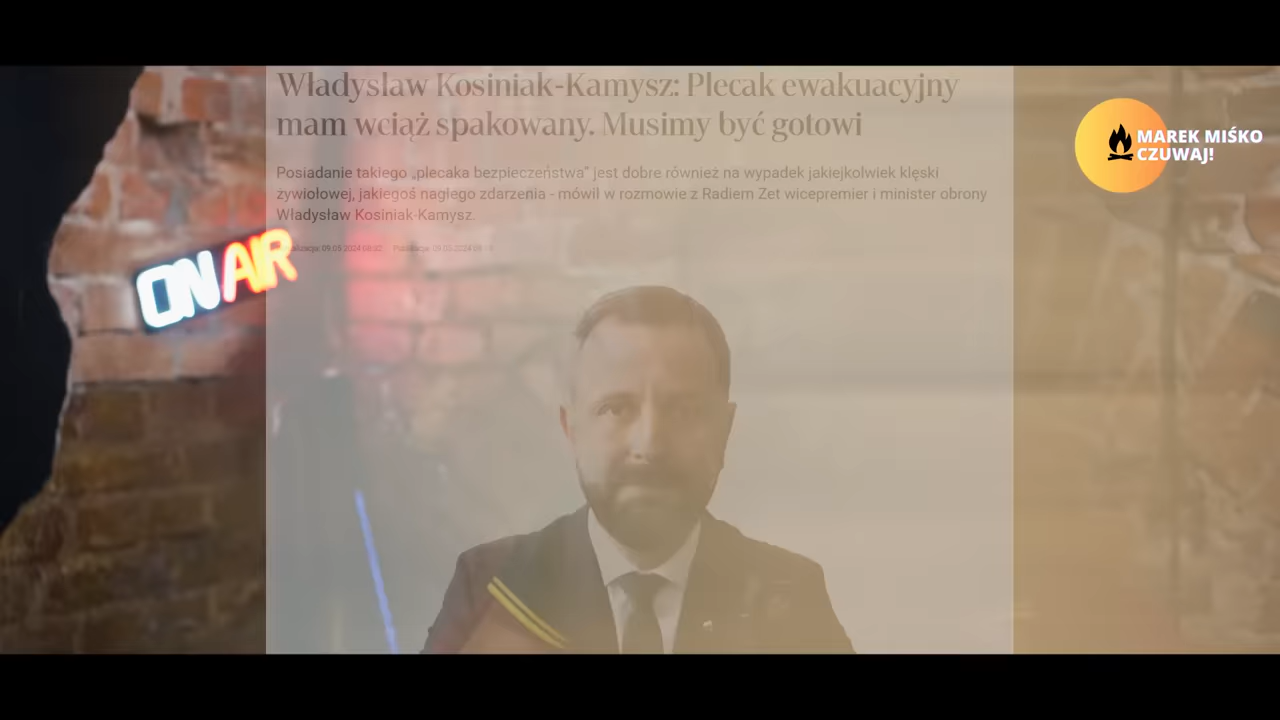 Władysław Kosiniak-Kamysz: Plecak ewakuacyjny
mam wciąż spakowany. Musimy być gotowi
Posiadanie takiego „plecaka bezpieczeństwa” jest dobre również na wypadek jakiejkolwiek klęski
żywiołowej, jakiegoś nagłego zdarzenia - mówił w rozmowie z Radiem Zet wicepremier i minister obrony
Władysław Kosiniak-Kamysz.
MAREK MIŚKO
CZUWAJ!
ON AIR